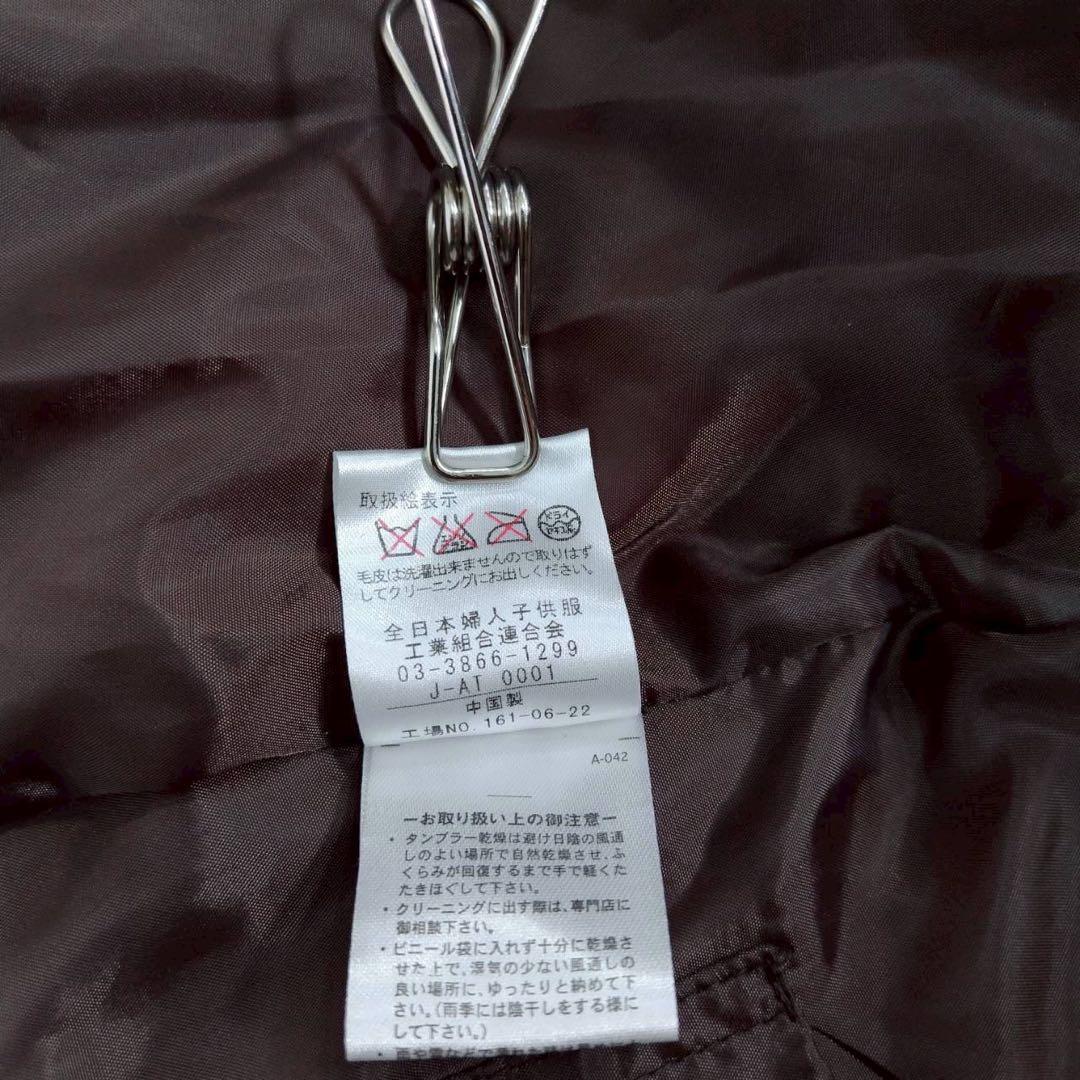 取扱絵表示
エンソサラシ
ドライ
セキユ系
毛皮は洗濯出来ませんので取りはず
してクリーニングにお出しください。
全日本婦人子供服
工業組合連合会
03-3866-1299
J-AT 0001
中国製
工場NO. 161-06-22
A-042
ーお取り扱い上の御注意ー
・タンブラー乾燥は避け日陰の風通
しのよい場所で自然乾燥させ、ふ
くらみが回復するまで手で軽くた
たきほぐして下さい。
・クリーニングに出す際は、専門店に
御相談下さい。
・ビニール袋に入れず十分に乾燥さ
せた上で、湿気の少ない風通しの
良い場所に、ゆったりと納めて下
さい。(雨季には陰干しをする様に
して下さい。)